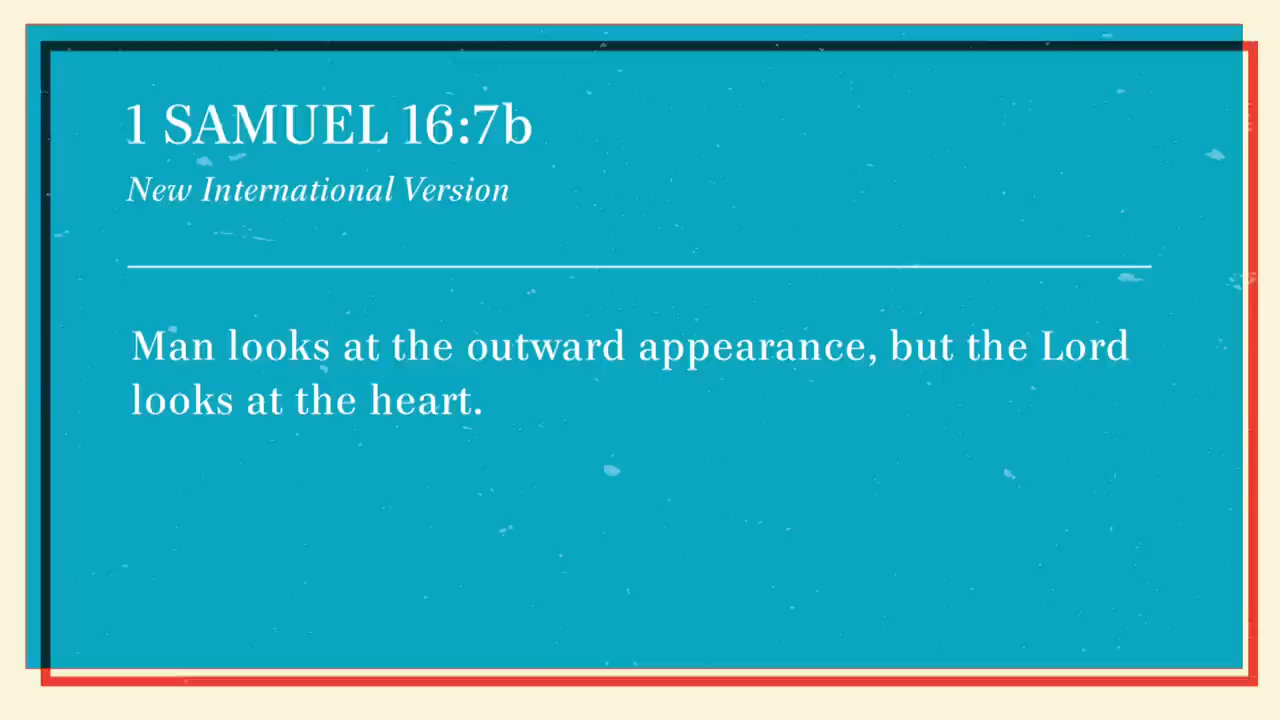 1 SAMUEL 16:7b
New International Version
Man looks at the outward appearance, but the Lord
looks at the heart.